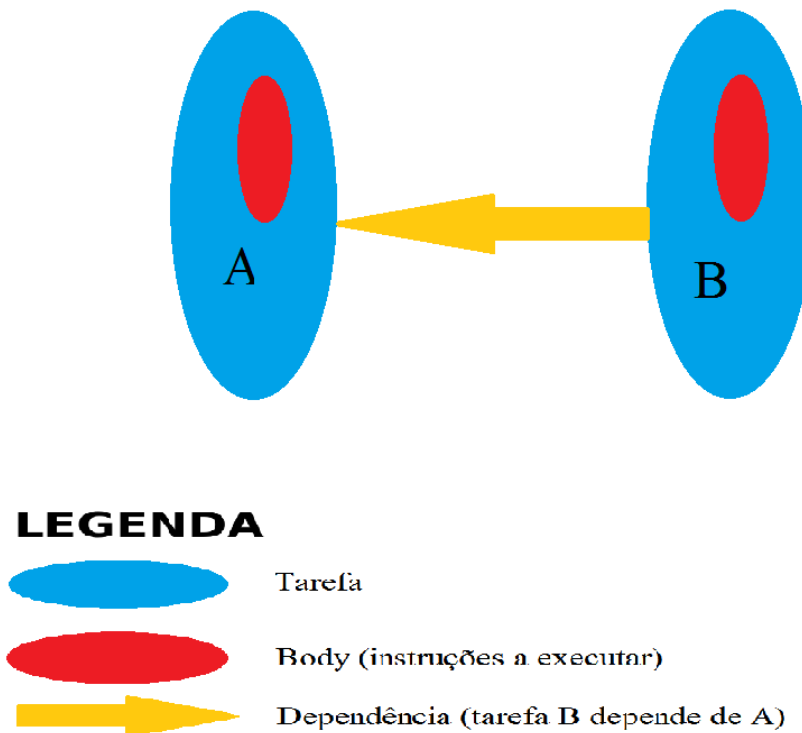 A
B
LEGENDA
Tarefa
Body (instruções a executar)
Dependência (tarefa B depende de A)